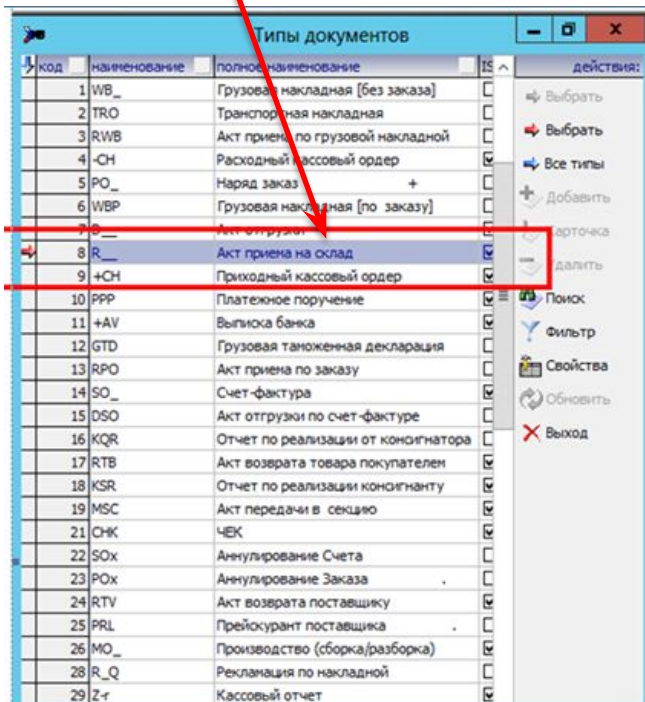 Типы документов
код наименование полное наименование IS действия:
1 WB_ Грузовая накладная [без заказа]
2 TRO Транспортная накладная
3 RWB Акт приема по грузовой накладной
4 -CH Расходный кассовый ордер
5 PO_ Наряд заказ +
6 WBP Грузовая накладная [по заказу]
7 D__ Акт отгрузки
8 R__ Акт приема на склад
9 +CH Приходный кассовый ордер
10 PPP Платежное поручение
11 +AV Выписка банка
12 GTD Грузовая таможенная декларация
13 RPO Акт приема по заказу
14 SO_ Счет-фактура
15 DSO Акт отгрузки по счет-фактуре
16 KQR Отчет по реализации от консигнатора
17 RTB Акт возврата товара покупателем
18 KSR Отчет по реализации консигнанту
19 MSC Акт передачи в секцию
21 CHK ЧЕК
22 SOx Аннулирование Счета
23 POx Аннулирование Заказа .
24 RTV Акт возврата поставщику
25 PRL Прейскурант поставщика .
26 MO_ Производство (сборка/разборка)
28 R_Q Рекламация по накладной
29 Z-r Кассовый отчет
Выбрать
Выбрать
Все типы
Добавить
Карточка
Удалить
Поиск
Фильтр
Свойства
Обновить
Выход